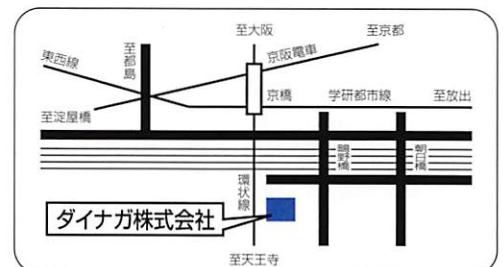 至大阪
至京都
東西線
至都島
京阪電車
京橋
学研都市線
至放出
至淀屋橋
鴫野橋
朝日橋
環状線
ダイナガ株式会社
至天王寺